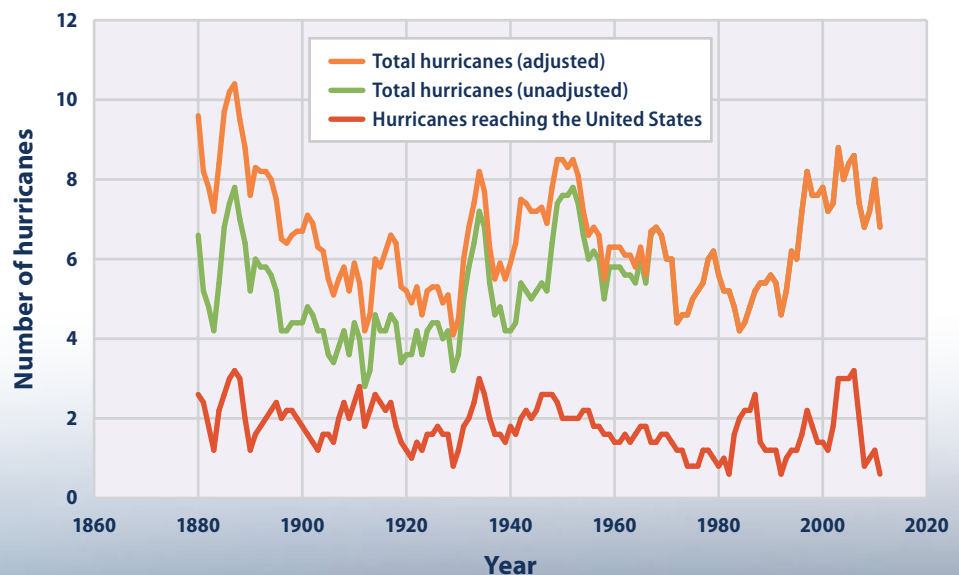 12
10
8
6
4
2
0
Number of hurricanes
Total hurricanes (adjusted)
Total hurricanes (unadjusted)
Hurricanes reaching the United States
1860 1880 1900 1920 1940 1960 1980 2000 2020
Year